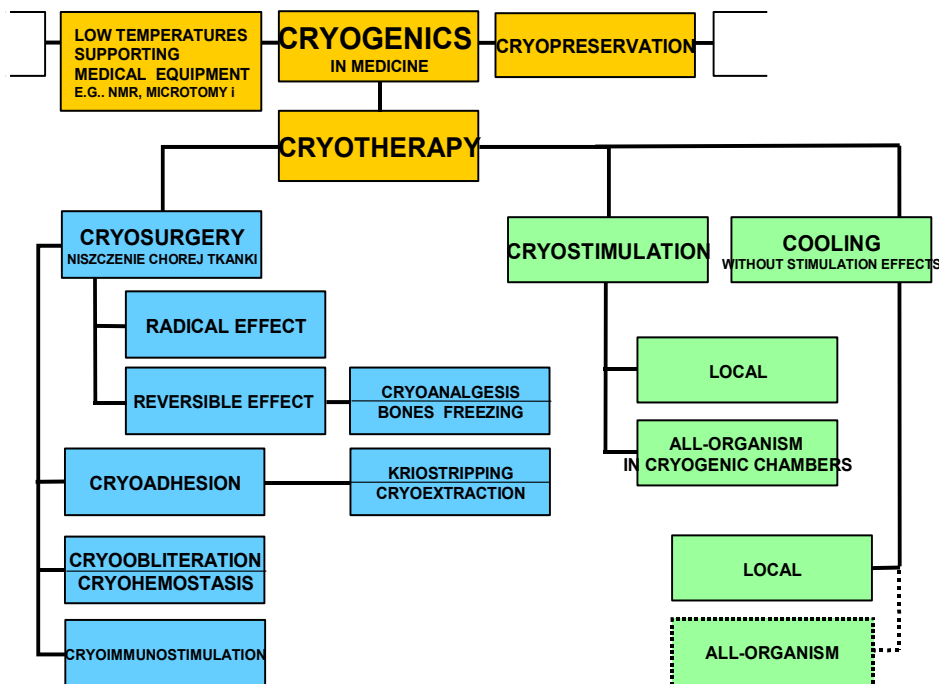 LOW TEMPERATURES
SUPPORTING
MEDICAL EQUIPMENT
E.G.. NMR, MICROTOMY i
CRYOGENICS
IN MEDICINE
CRYOPRESERVATION
CRYOTHERAPY
CRYOSURGERY
NISZCZENIE CHOREJ TKANKI
CRYOSTIMULATION
COOLING
WITHOUT STIMULATION EFFECTS
RADICAL EFFECT
REVERSIBLE EFFECT
CRYOANALGESIS
BONES FREEZING
LOCAL
ALL-ORGANISM
IN CRYOGENIC CHAMBERS
CRYOADHESION
KRIOSTRIPPING
CRYOEXTRACTION
CRYOOBLITERATION
CRYOHEMOSTASIS
LOCAL
CRYOIMMUNOSTIMULATION
ALL-ORGANISM